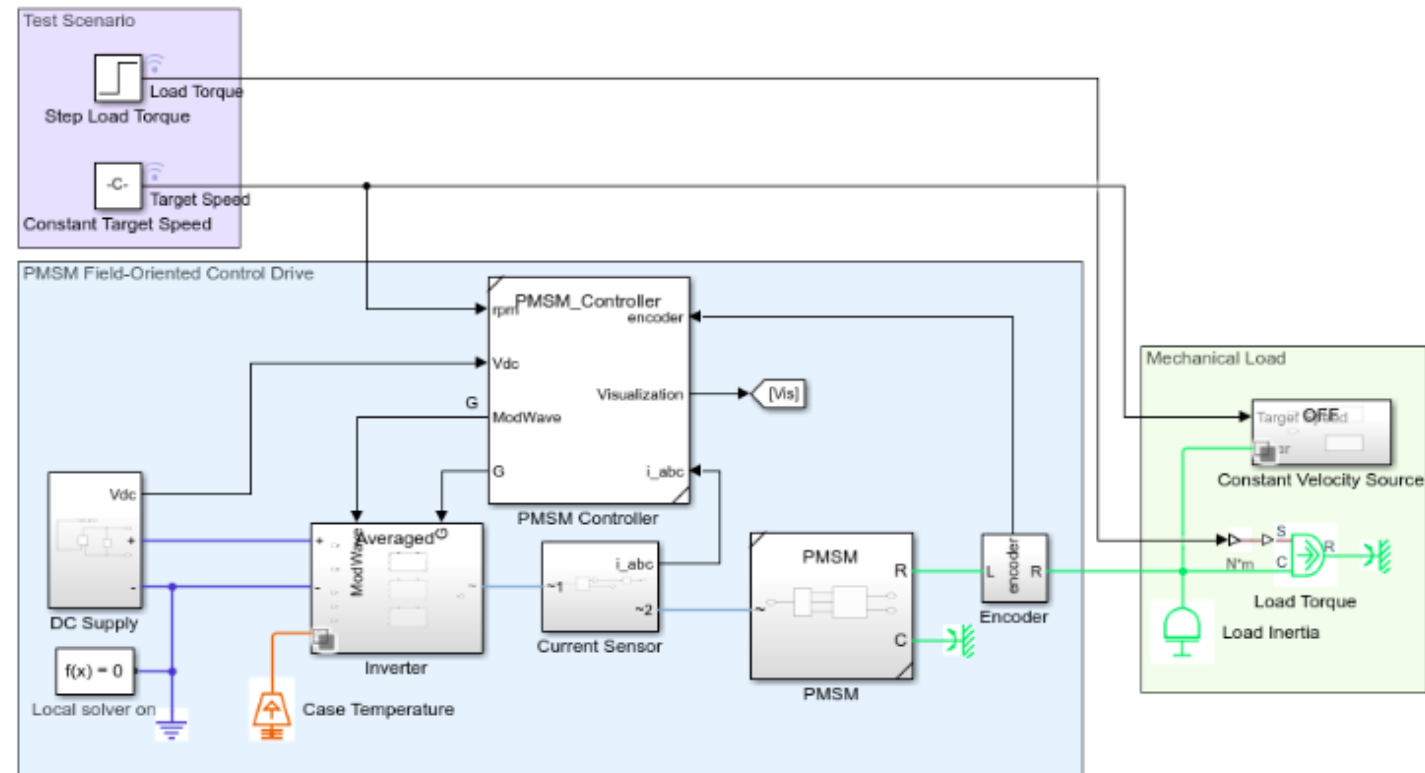 Test Scenario
Load Torque
Step Load Torque
-C-
Target Speed
Constant Target Speed
PMSM Field-Oriented Control Drive
PMSM_Controller
rpm
encoder
Vdc
Visualization
[Vis]
G
ModWave
G
i_abc
PMSM Controller
Mechanical Load
Target Speed
OFF
Constant Velocity Source
S
N*m
C
R
Load Torque
Load Inertia
Vdc
+
-
DC Supply
f(x) = 0
Local solver on
Averaged
ModWave
G
+
-
~
Inverter
Case Temperature
i_abc
~1
~2
Current Sensor
PMSM
~
R
C
PMSM
encoder
L
R
Encoder